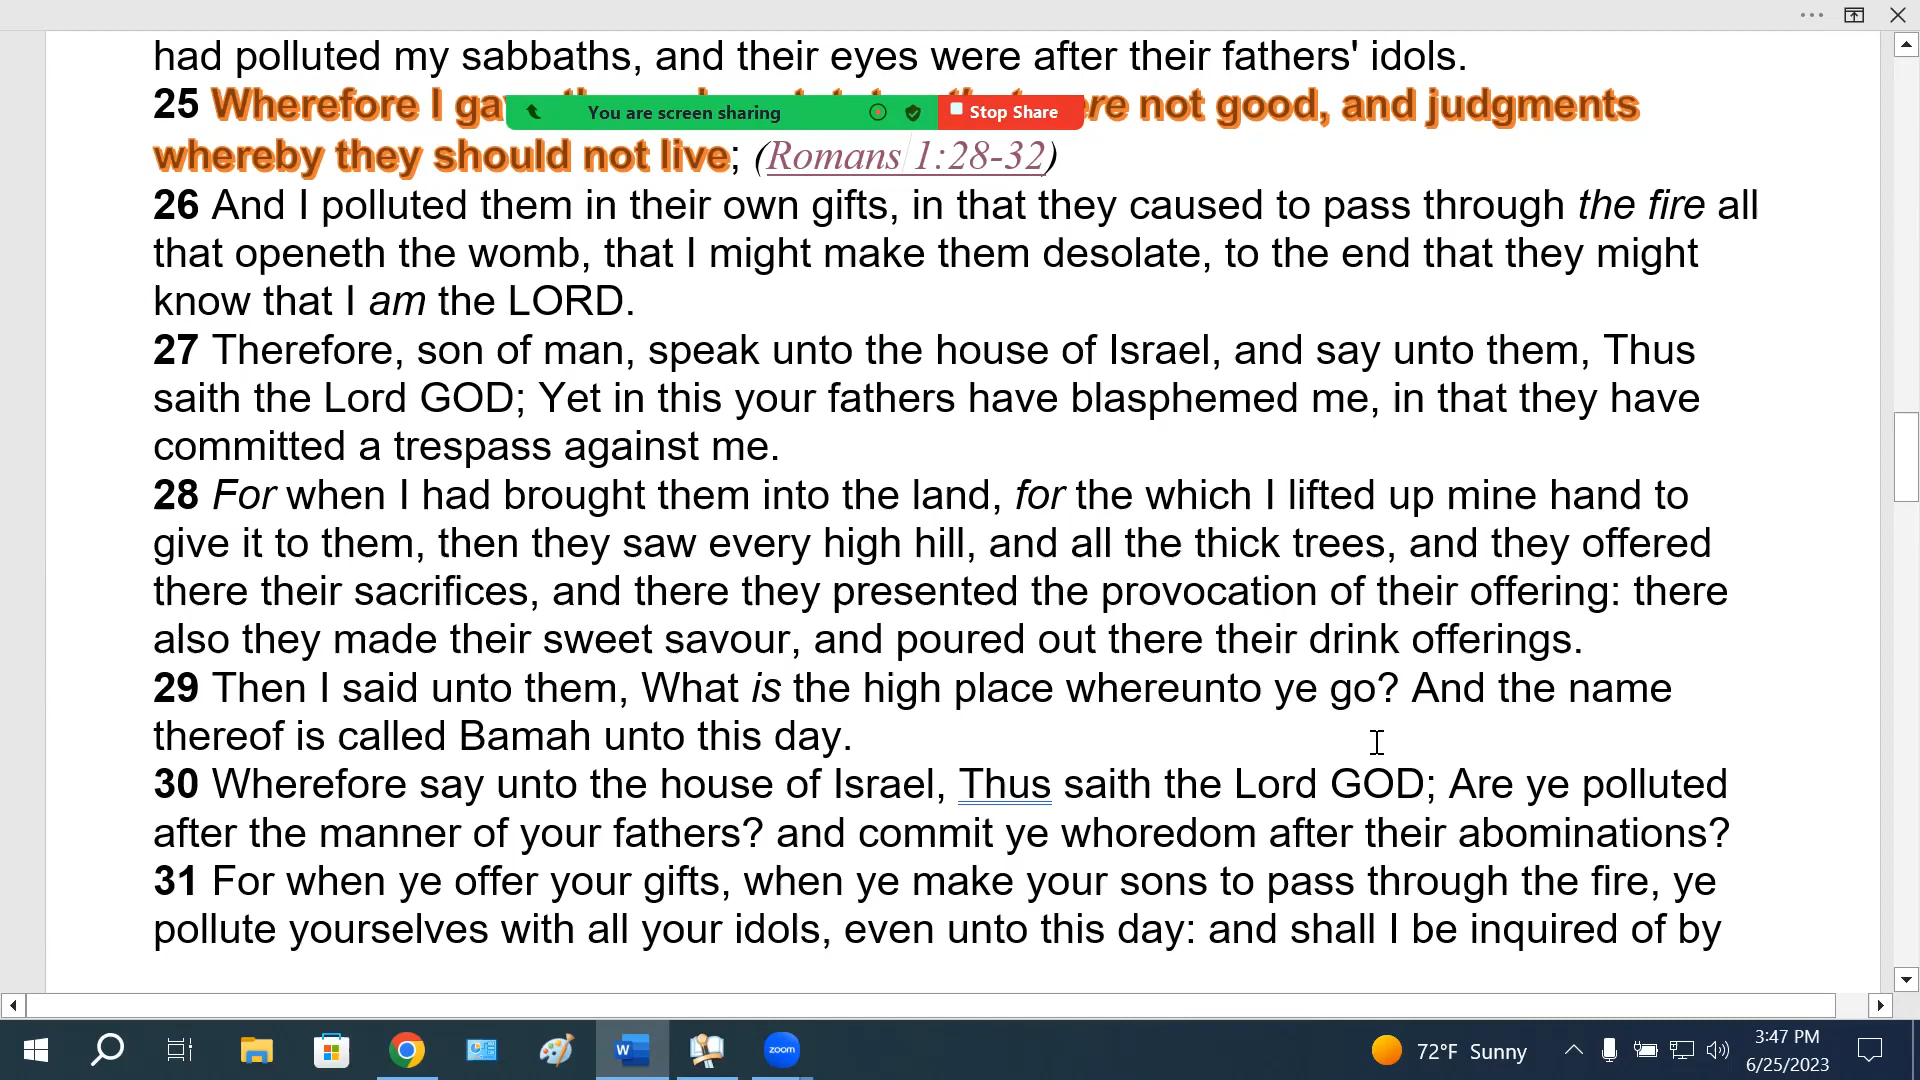 had polluted my sabbaths, and their eyes were after their fathers' idols.
25 Wherefore I not good, and judgments
You are screen sharing
Stop Share
whereby they should not live; (Romans 1:28-32)
26 And I polluted them in their own gifts, in that they caused to pass through the fire all
that openeth the womb, that I might make them desolate, to the end that they might
know that I am the LORD.
27 Therefore, son of man, speak unto the house of Israel, and say unto them, Thus
saith the Lord GOD; Yet in this your fathers have blasphemed me, in that they have
committed a trespass against me.
28 For when I had brought them into the land, for the which I lifted up mine hand to
give it to them, then they saw every high hill, and all the thick trees, and they offered
there their sacrifices, and there they presented the provocation of their offering: there
also they made their sweet savour, and poured out there their drink offerings.
29 Then I said unto them, What is the high place whereunto ye go? And the name
thereof is called Bamah unto this day.
30 Wherefore say unto the house of Israel, Thus saith the Lord GOD; Are ye polluted
after the manner of your fathers? and commit ye whoredom after their abominations?
31 For when ye offer your gifts, when ye make your sons to pass through the fire, ye
pollute yourselves with all your idols, even unto this day: and shall I be inquired of by
W
zoom
72°F Sunny
3:47 PM
6/25/2023